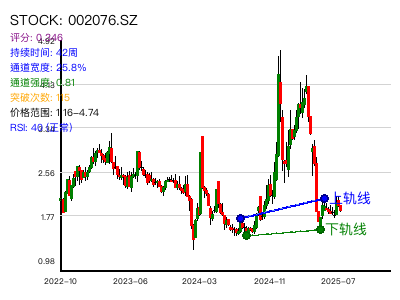 STOCK: 002076.SZ
评分: 0.346
4.92
持续时间: 42周
通道宽度: 25.8%
通道强度: 0.81
突破次数:
价格范围: 1.16-4.74
RSI: 40 (正常)
2.56
上轨线
1.77
下轨线
0.98
2022-10
2023-06
2024-03
2024-11
2025-07